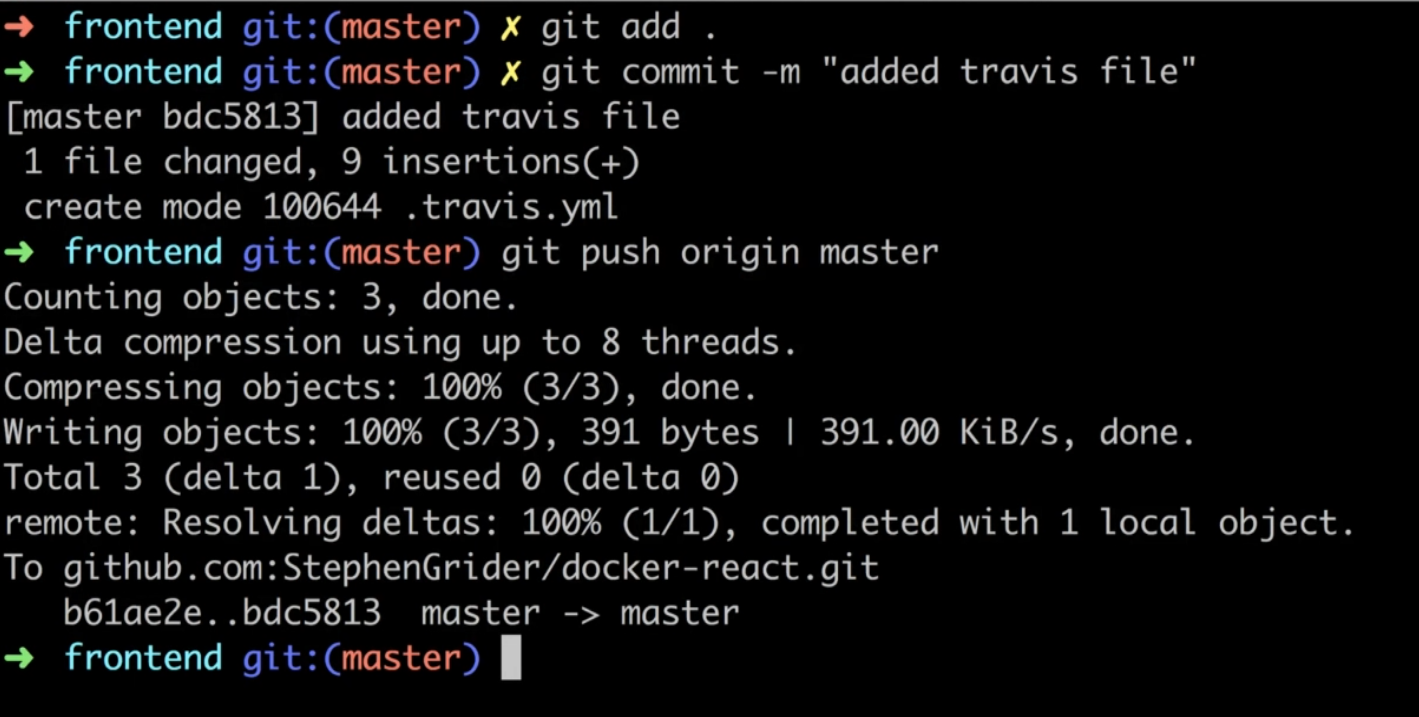 ➜ frontend git:(master) ✗ git add .
➜ frontend git:(master) ✗ git commit -m "added travis file"
[master bdc5813] added travis file
 1 file changed, 9 insertions(+)
 create mode 100644 .travis.yml
➜ frontend git:(master) git push origin master
Counting objects: 3, done.
Delta compression using up to 8 threads.
Compressing objects: 100% (3/3), done.
Writing objects: 100% (3/3), 391 bytes | 391.00 KiB/s, done.
Total 3 (delta 1), reused 0 (delta 0)
remote: Resolving deltas: 100% (1/1), completed with 1 local object.
To github.com:StephenGrider/docker-react.git
   b61ae2e..bdc5813  master -> master
➜ frontend git:(master)